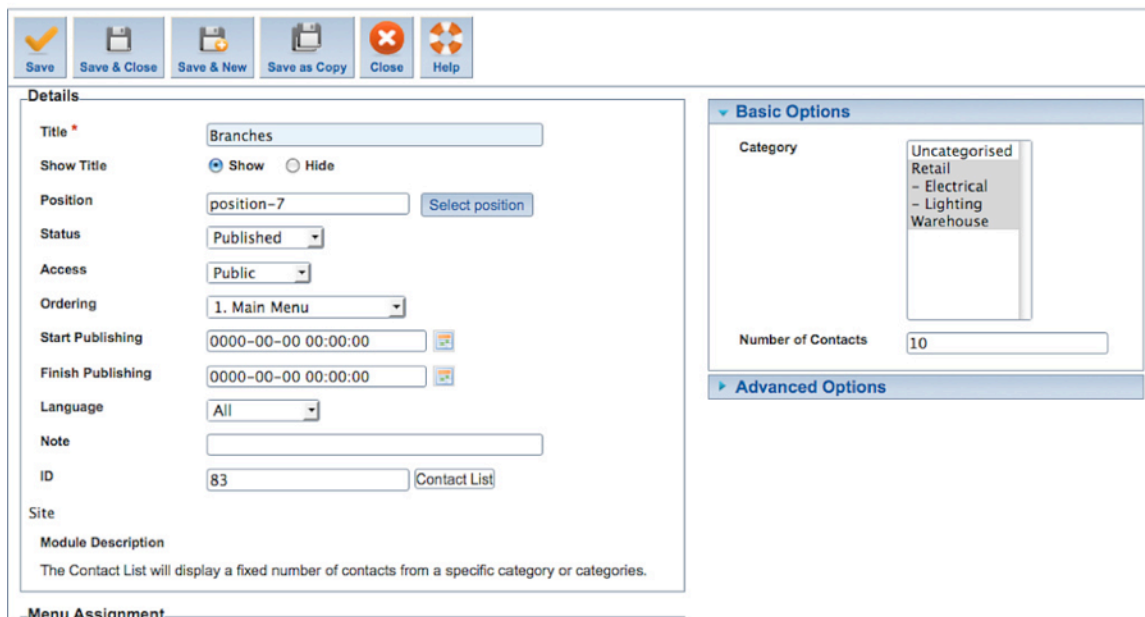 Save
Save & Close
Save & New
Save as Copy
Close
Help
Details
Title *
Branches
Show Title
Show
Hide
Position
position-7
Select position
Status
Published
Access
Public
Ordering
1. Main Menu
Start Publishing
0000-00-00 00:00:00
Finish Publishing
0000-00-00 00:00:00
Language
All
Note
ID
83
Contact List
Site
Module Description
The Contact List will display a fixed number of contacts from a specific category or categories.
Menu Assignment
Basic Options
Category
Uncategorised
Retail
– Electrical
– Lighting
Warehouse
Number of Contacts
10
Advanced Options